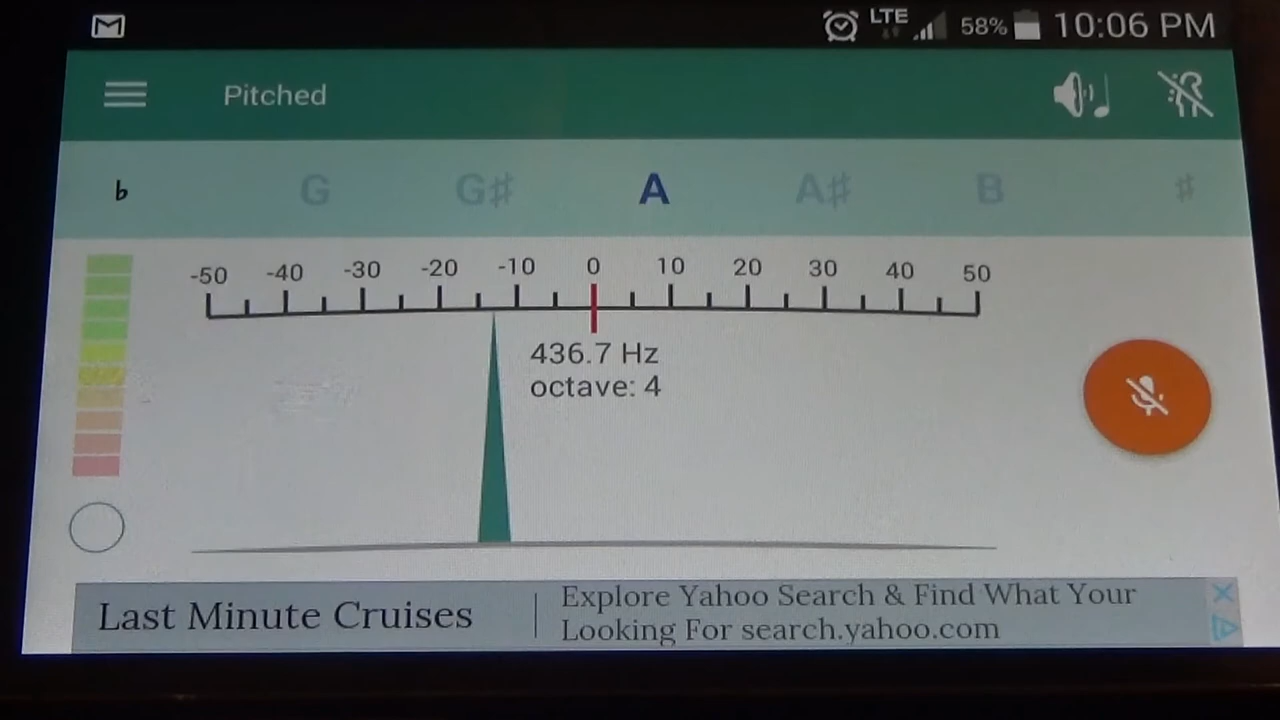 LTE 58% 10:06 PM
Pitched
♭ G G♯ A A♯ B ♯
-50 -40 -30 -20 -10 0 10 20 30 40 50
436.7 Hz
octave: 4
Last Minute Cruises
Explore Yahoo Search & Find What Your
Looking For search.yahoo.com